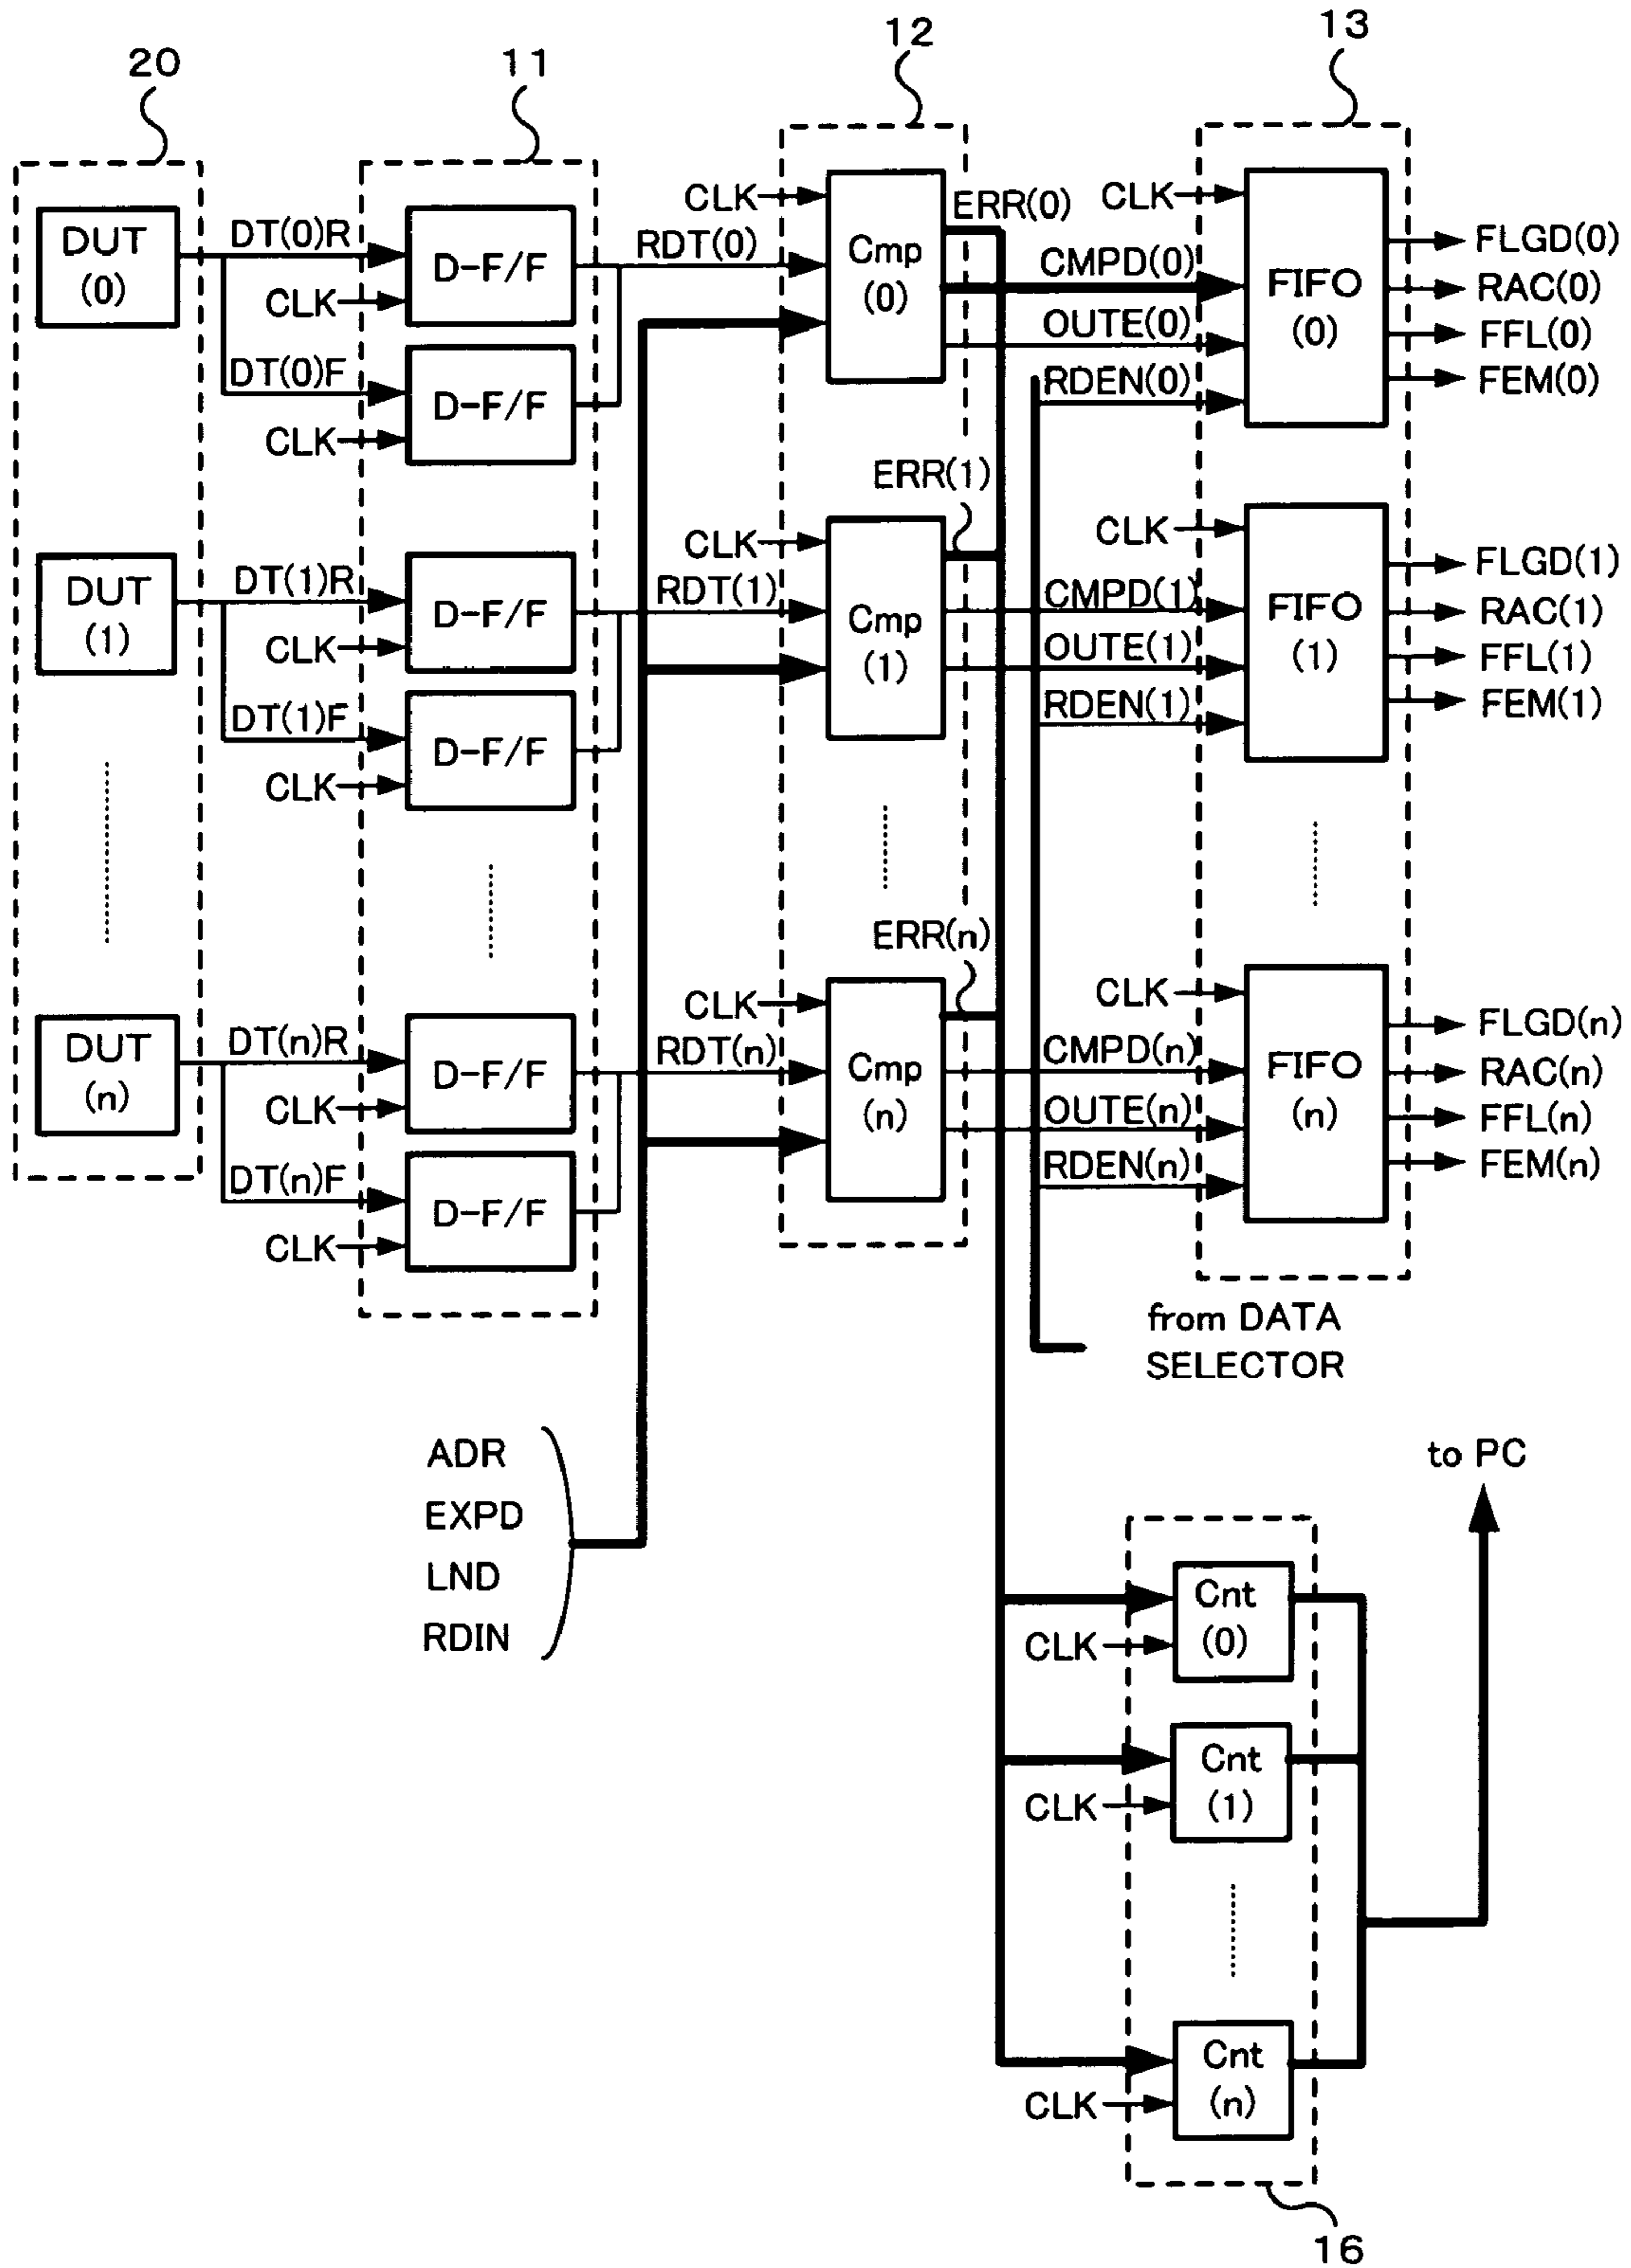 20
11
12
13
DUT
(0)
DT(0)R
CLK
D-F/F
DT(0)F
CLK
D-F/F
RDT(0)
CLK
Cmp
(0)
ERR(0)
CMPD(0)
OUTE(0)
RDEN(0)
CLK
FIFO
(0)
FLGD(0)
RAC(0)
FFL(0)
FEM(0)
DUT
(1)
DT(1)R
CLK
D-F/F
DT(1)F
CLK
D-F/F
RDT(1)
CLK
Cmp
(1)
ERR(1)
CMPD(1)
OUTE(1)
RDEN(1)
CLK
FIFO
(1)
FLGD(1)
RAC(1)
FFL(1)
FEM(1)
DUT
(n)
DT(n)R
CLK
D-F/F
DT(n)F
CLK
D-F/F
RDT(n)
CLK
Cmp
(n)
ERR(n)
CMPD(n)
OUTE(n)
RDEN(n)
CLK
FIFO
(n)
FLGD(n)
RAC(n)
FFL(n)
FEM(n)
from DATA
SELECTOR
ADR
EXPD
LND
RDIN
to PC
Cnt
(0)
CLK
Cnt
(1)
CLK
Cnt
(n)
CLK
16